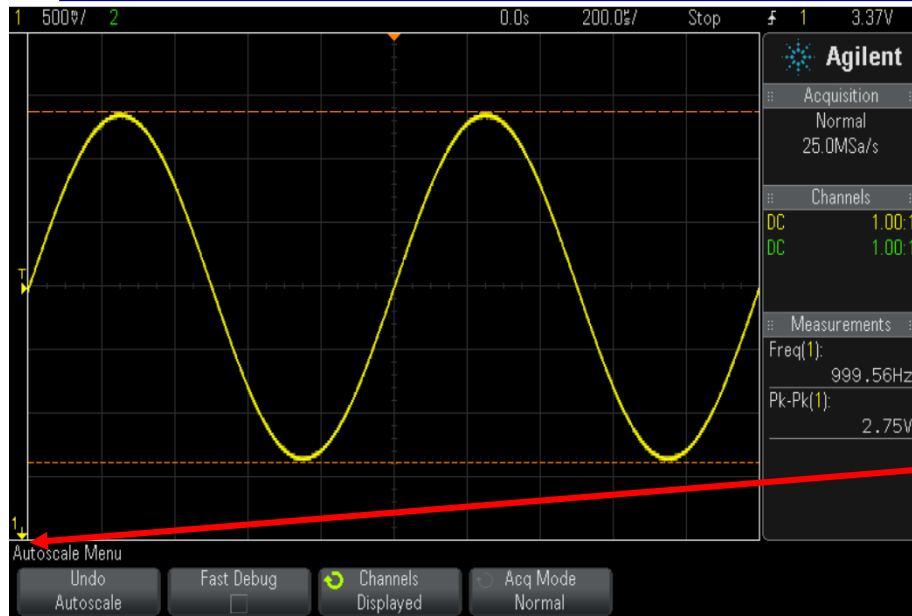 1 500V/ 2 0.0s 200.0s/ Stop 1 3.37V
Agilent
Acquisition
Normal
25.0MSa/s
Channels
DC 1.00:1
DC 1.00:1
Measurements
Freq(1):
999.56Hz
Pk-Pk(1):
2.75V
T
1
Autoscale Menu
Undo
Autoscale
Fast Debug
Channels
Displayed
Acq Mode
Normal